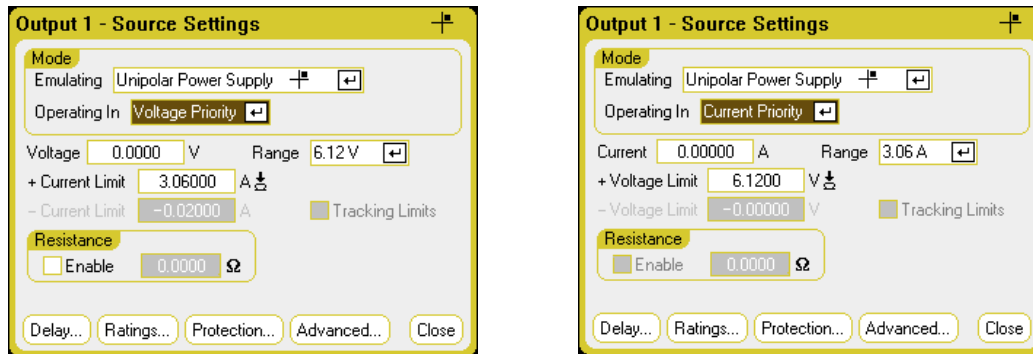 Output 1 - Source Settings
Mode
Emulating Unipolar Power Supply
Operating In Voltage Priority
Voltage 0.0000 V Range 6.12 V
+ Current Limit 3.06000 A
- Current Limit -0.02000 A Tracking Limits
Resistance
Enable 0.0000 Ω
Delay... Ratings... Protection... Advanced... Close
Output 1 - Source Settings
Mode
Emulating Unipolar Power Supply
Operating In Current Priority
Current 0.00000 A Range 3.06 A
+ Voltage Limit 6.1200 V
- Voltage Limit -0.00000 V Tracking Limits
Resistance
Enable 0.0000 Ω
Delay... Ratings... Protection... Advanced... Close